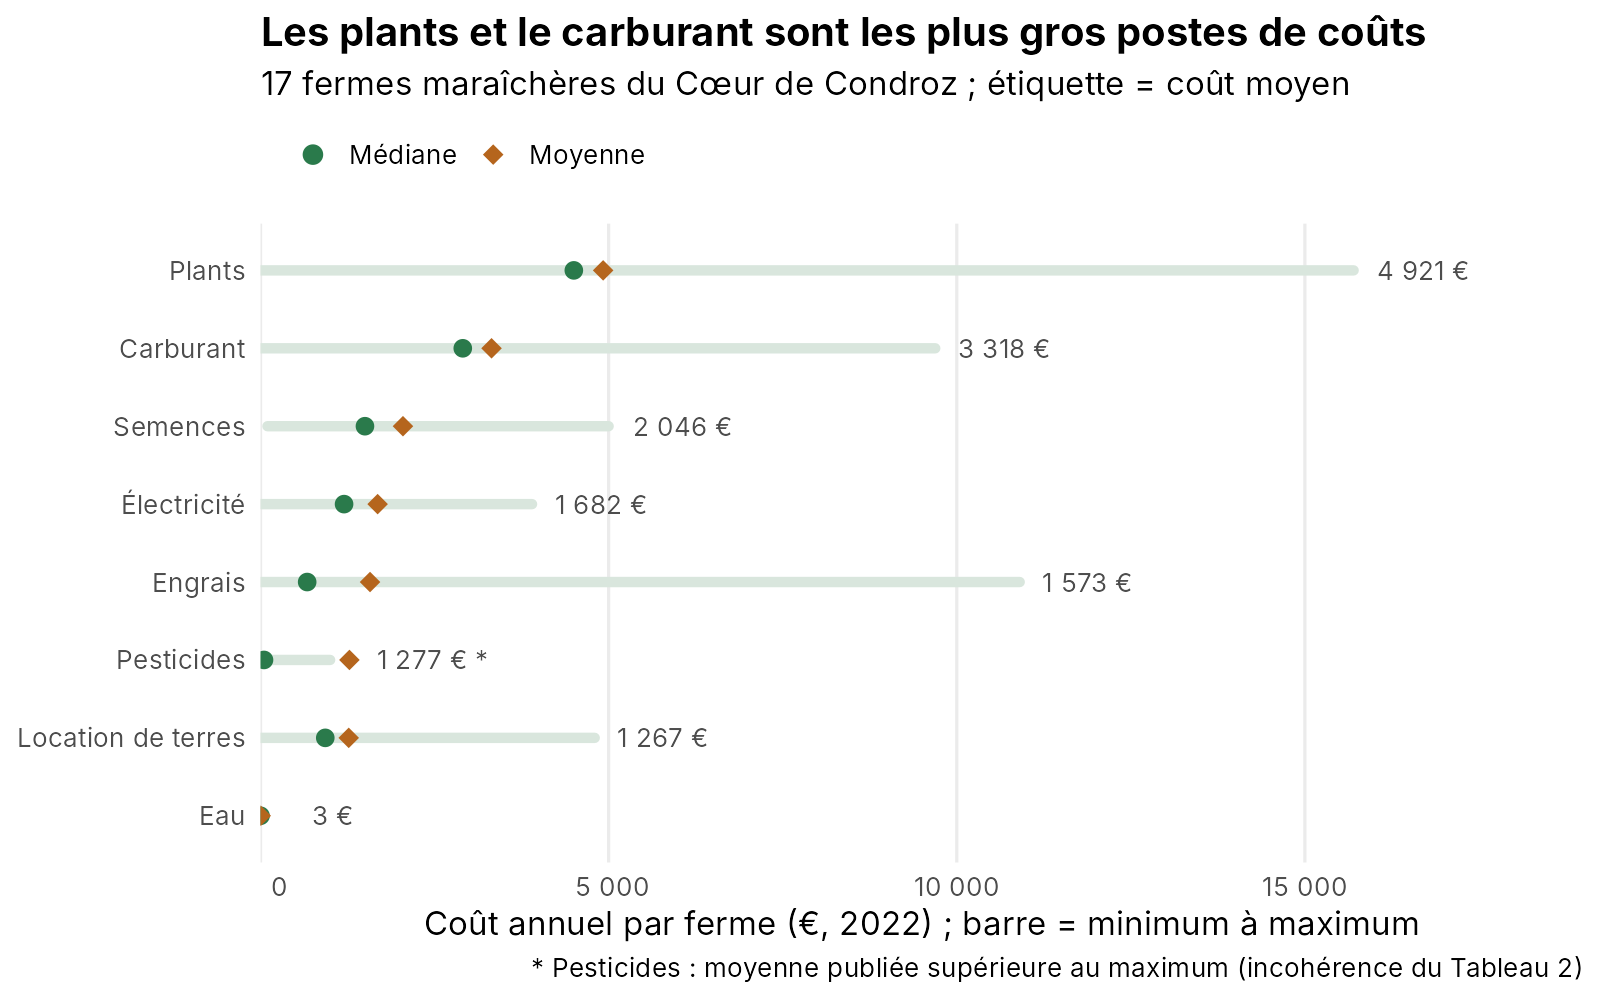 Les plants et le carburant sont les plus gros postes de coûts
17 fermes maraîchères du Cœur de Condroz ; étiquette = coût moyen
Médiane Moyenne
Plants 4 921 €
Carburant 3 318 €
Semences 2 046 €
Électricité 1 682 €
Engrais 1 573 €
Pesticides 1 277 € *
Location de terres 1 267 €
Eau 3 €
0 5 000 10 000 15 000
Coût annuel par ferme (€, 2022) ; barre = minimum à maximum
* Pesticides : moyenne publiée supérieure au maximum (incohérence du Tableau 2)